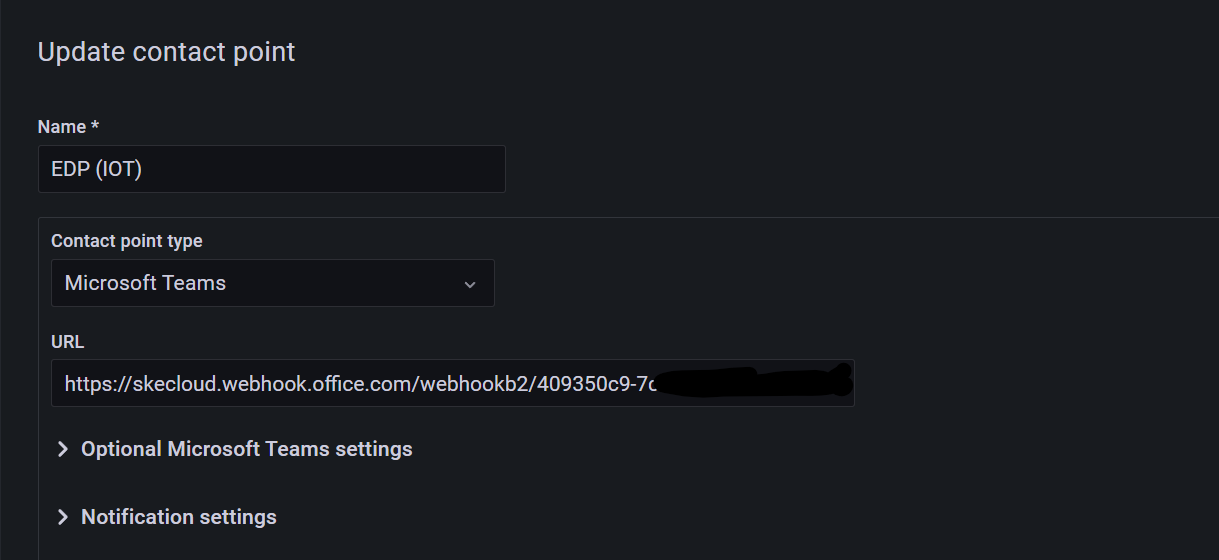 Update contact point
Name *
EDP (IOT)
Contact point type
Microsoft Teams
URL
https://skecloud.webhook.office.com/webhookb2/409350c9-7
Optional Microsoft Teams settings
Notification settings